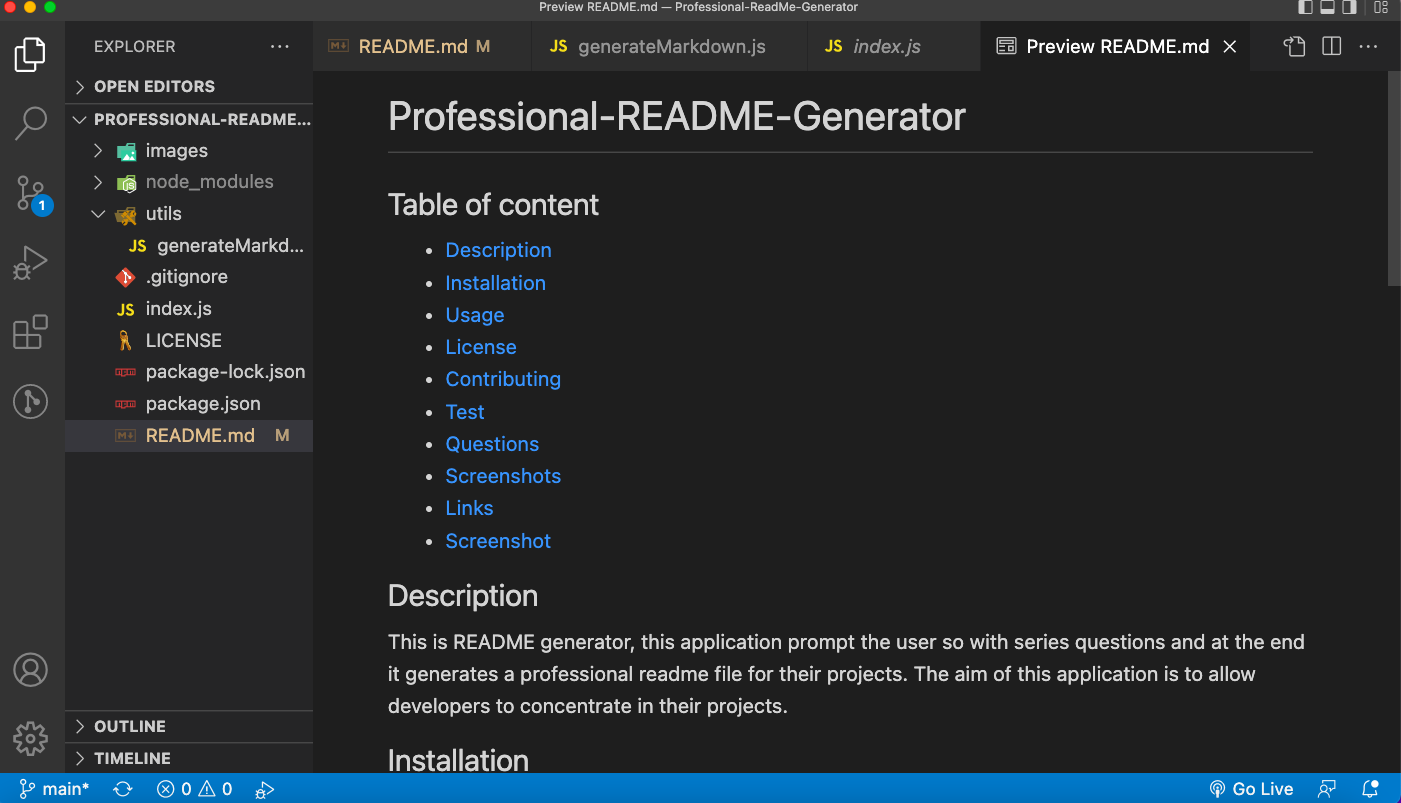 Preview README.md — Professional-ReadMe-Generator
EXPLORER
README.md M
JS generateMarkdown.js
JS index.js
Preview README.md
OPEN EDITORS
PROFESSIONAL-README...
images
node_modules
utils
JS generateMarkd...
.gitignore
JS index.js
LICENSE
package-lock.json
package.json
README.md M
1
OUTLINE
TIMELINE
Professional-README-Generator
Table of content
• Description
• Installation
• Usage
• License
• Contributing
• Test
• Questions
• Screenshots
• Links
• Screenshot
Description
This is README generator, this application prompt the user so with series questions and at the end
it generates a professional readme file for their projects. The aim of this application is to allow
developers to concentrate in their projects.
Installation
main* 0 0 Go Live